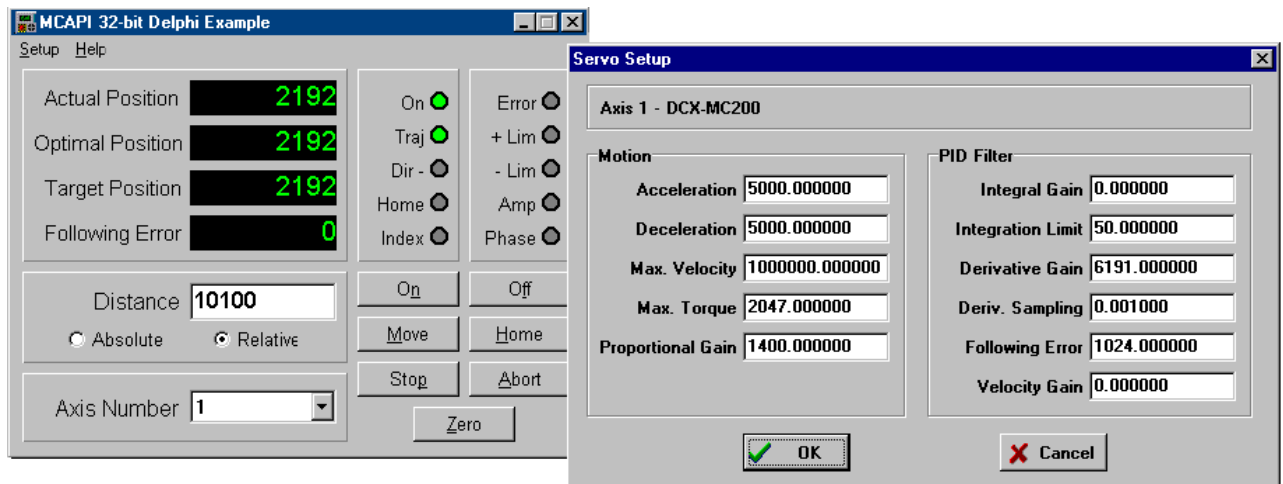 MCAPI 32-bit Delphi Example
Setup Help
Actual Position 2192
Optimal Position 2192
Target Position 2192
Following Error 0
On Error
Traj + Lim
Dir - - Lim
Home Amp
Index Phase
Distance 10100
Absolute Relative
Axis Number 1
On Off
Move Home
Stop Abort
Zero
Servo Setup
Axis 1 - DCX-MC200
Motion
Acceleration 5000.000000
Deceleration 5000.000000
Max. Velocity 1000000.000000
Max. Torque 2047.000000
Proportional Gain 1400.000000
PID Filter
Integral Gain 0.000000
Integration Limit 50.000000
Derivative Gain 6191.000000
Deriv. Sampling 0.001000
Following Error 1024.000000
Velocity Gain 0.000000
OK Cancel